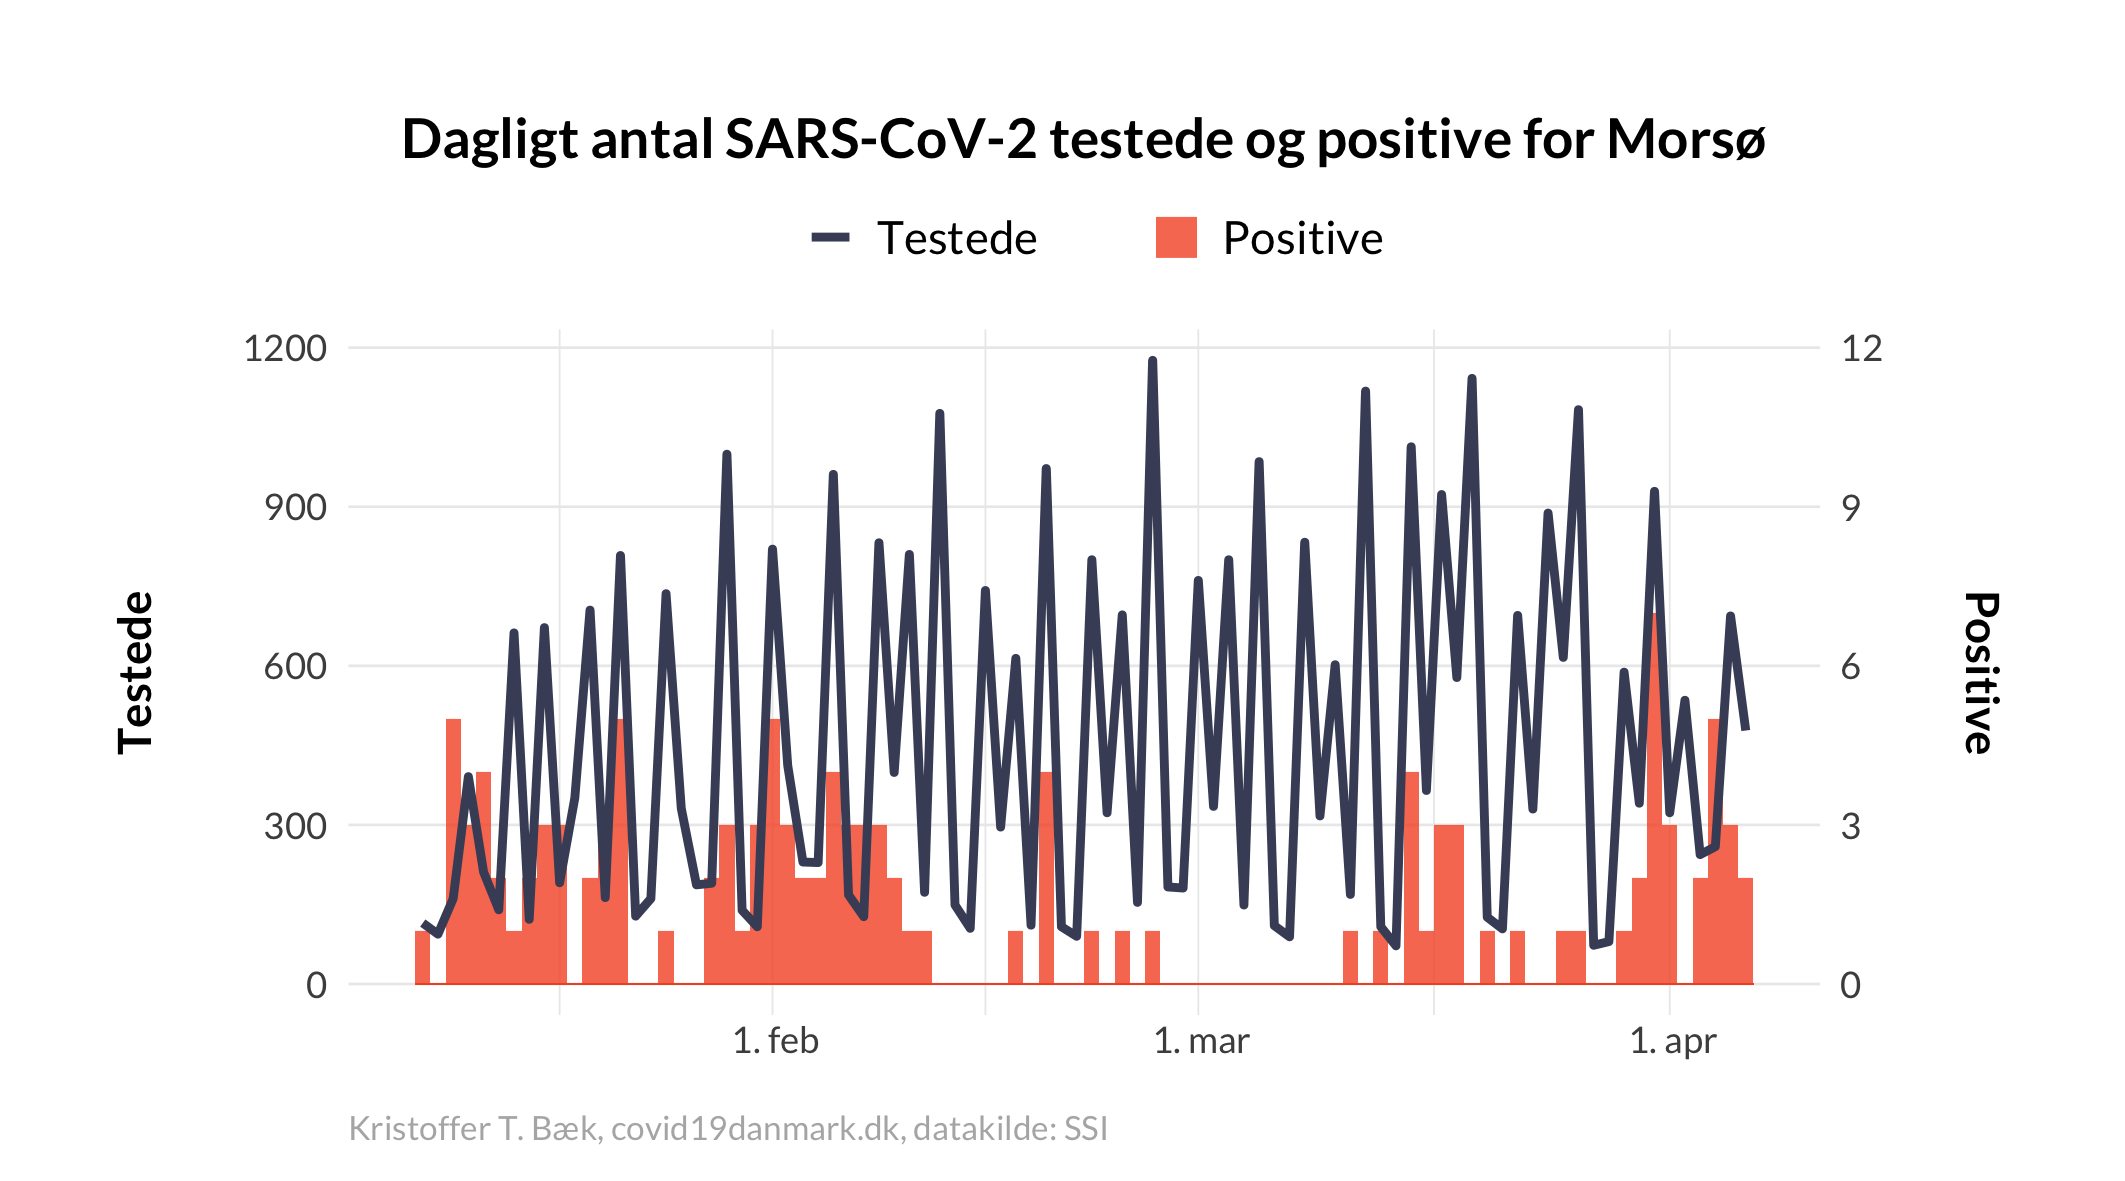 Dagligt antal SARS-CoV-2 testede og positive for Morsø
Testede Positive
1200 12
900 9
600 6
300 3
0 0
Testede
Positive
1. feb 1. mar 1. apr
Kristoffer T. Bæk, covid19danmark.dk, datakilde: SSI